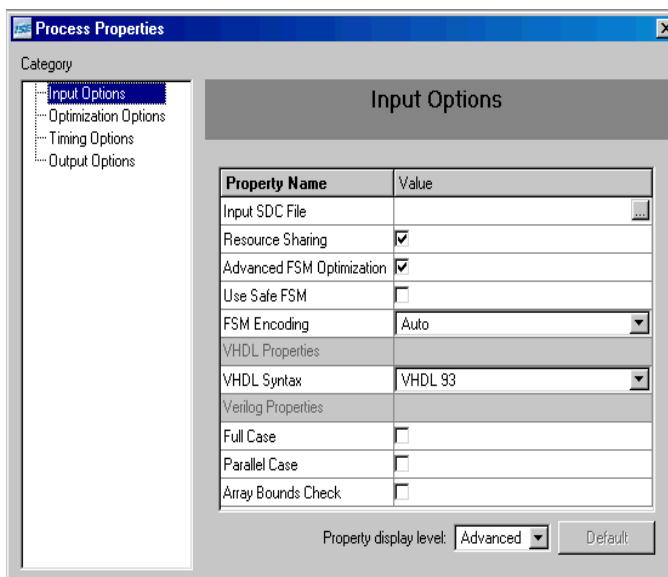 ISE Process Properties
Category
Input Options
Optimization Options
Timing Options
Output Options
Input Options
Property Name Value
Input SDC File ...
Resource Sharing
Advanced FSM Optimization
Use Safe FSM
FSM Encoding Auto
VHDL Properties
VHDL Syntax VHDL 93
Verilog Properties
Full Case
Parallel Case
Array Bounds Check
Property display level: Advanced Default